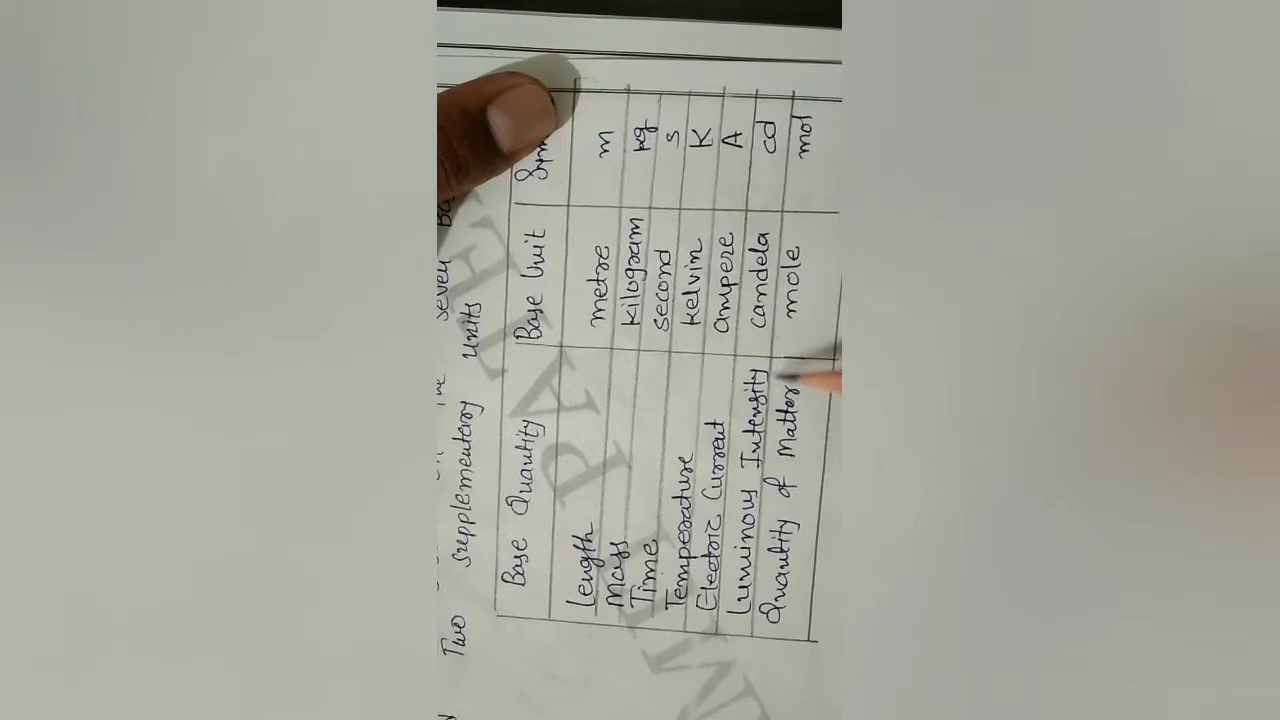 seven
Two supplementary units
Base Quantity Base Unit
Length metre m
Mass kilogram kg
Time second s
Temperature kelvin K
Electric Current ampere A
Luminous Intensity candela cd
Quantity of Matter mole mol
PATEL